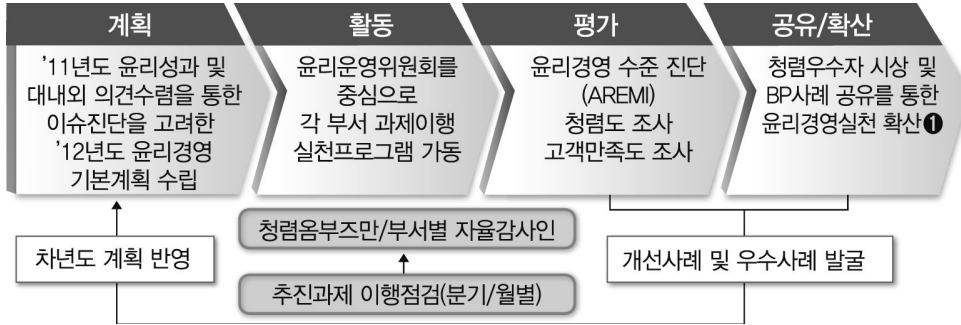 계획
'11년도 윤리성과 및
대내외 의견수렴을 통한
이슈진단을 고려한
'12년도 윤리경영
기본계획 수립
활동
윤리운영위원회를
중심으로
각 부서 과제이행
실천프로그램 가동
평가
윤리경영 수준 진단
(AREMI)
청렴도 조사
고객만족도 조사
공유/확산
청렴우수자 시상 및
BP사례 공유를 통한
윤리경영실천 확산❶
청렴옴부즈만/부서별 자율감사인
차년도 계획 반영
개선사례 및 우수사례 발굴
추진과제 이행점검(분기/월별)